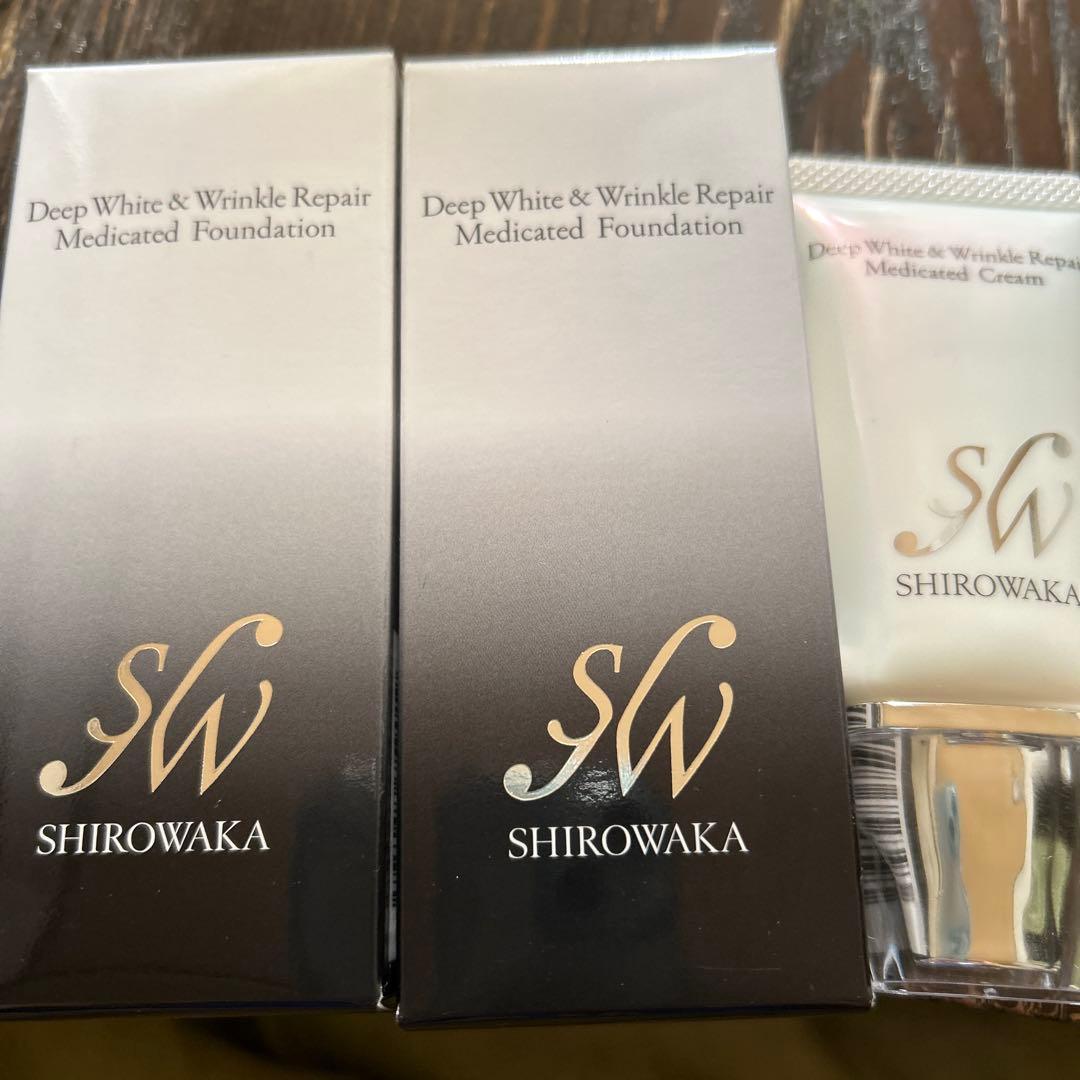 Deep White & Wrinkle Repair
Medicated Foundation
SW
SHIROWAKA
Deep White & Wrinkle Repair
Medicated Foundation
SW
SHIROWAKA
Deep White & Wrinkle Repair
Medicated Cream
SW
SHIROWAKA